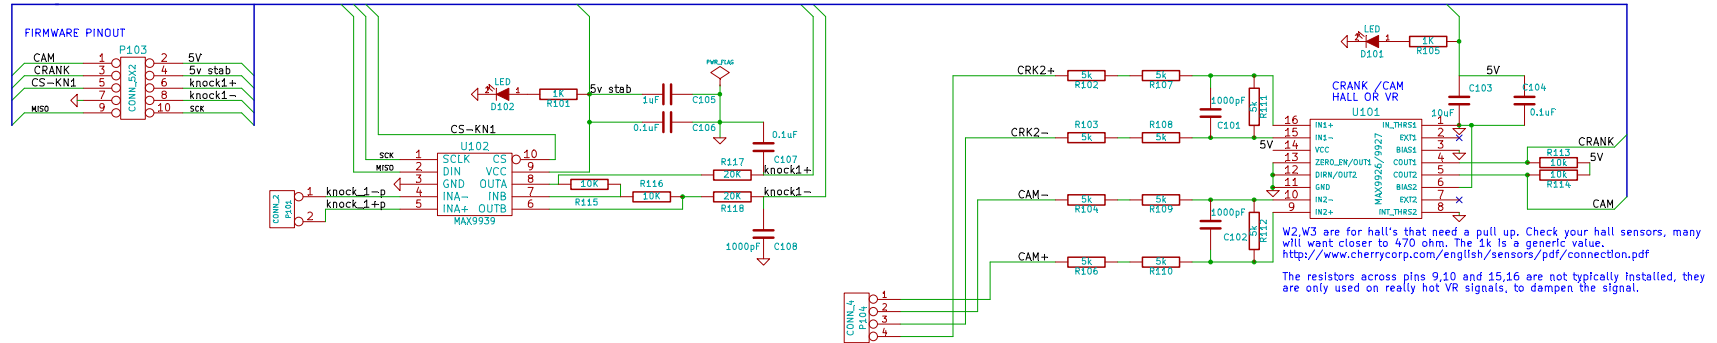 FIRMWARE PINOUT
P103
CONN_5X2
CAM 1 2 5V
CRANK 3 4 5v stab
CS-KN1 5 6 knock1+
7 8 knock1-
MISO 9 10 SCK
LED
D102
1K
R101
5v stab
PWR_FLAG
1uF C105
0.1uF C106
0.1uF
C107
knock1+
knock1-
CS-KN1
U102
SCK 1 SCLK CS 10
MISO 2 DIN VCC 9
3 GND OUTA 8
knock_1-p 4 INA- INB 7
knock_1+p 5 INA+ OUTB 6
MAX9939
CONN_2
P101
1
2
10K
R115
R116
10K
R117
20K
20K
R118
1000pF C108
CONN_4
P104
1
2
3
4
CRK2+
5k
R102
5k
R107
CRK2-
R103
5k
R108
5k
CAM-
5k
R104
5k
R109
CAM+
5k
R106
5k
R110
1000pF
C101
5k
R111
1000pF
C102
5k
R112
LED
D101
1K
R105
5V
C103
10uF
C104
0.1uF
CRANK /CAM
HALL OR VR
U101
MAX9926/9927
16 IN1+ IN_THRS1 1
15 IN1- EXT1 2
5V 14 VCC BIAS1 3
13 ZERO_EN/OUT1 COUT1 4
12 DIRN/OUT2 COUT2 5
11 GND BIAS2 6
10 IN2- EXT2 7
9 IN2+ INT_THRS2 8
CRANK
R113
10k
5V
10k
R114
CAM
W2,W3 are for hall's that need a pull up. Check your hall sensors, many
will want closer to 470 ohm. The 1k is a generic value.
http://www.cherrycorp.com/english/sensors/pdf/connection.pdf
The resistors across pins 9,10 and 15,16 are not typically installed, they
are only used on really hot VR signals, to dampen the signal.